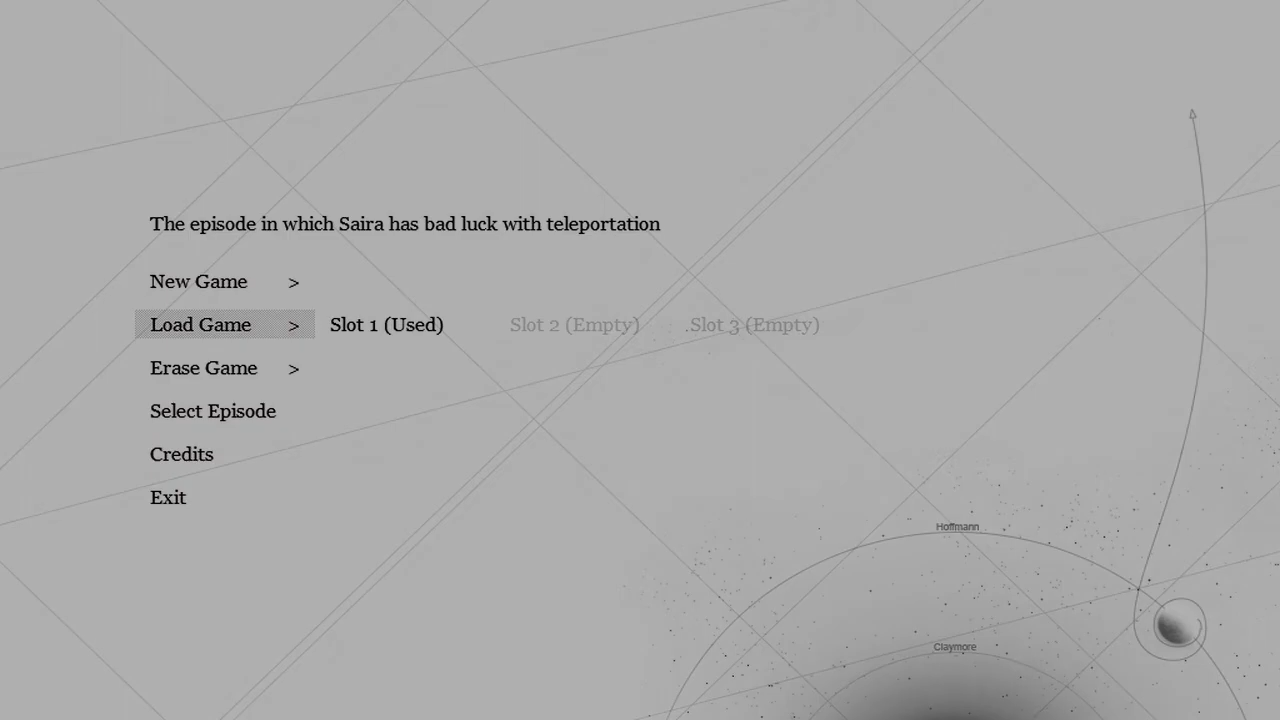 The episode in which Saira has bad luck with teleportation
New Game >
Load Game > Slot 1 (Used) Slot 2 (Empty) Slot 3 (Empty)
Erase Game >
Select Episode
Credits
Exit
Hoffmann
Claymore